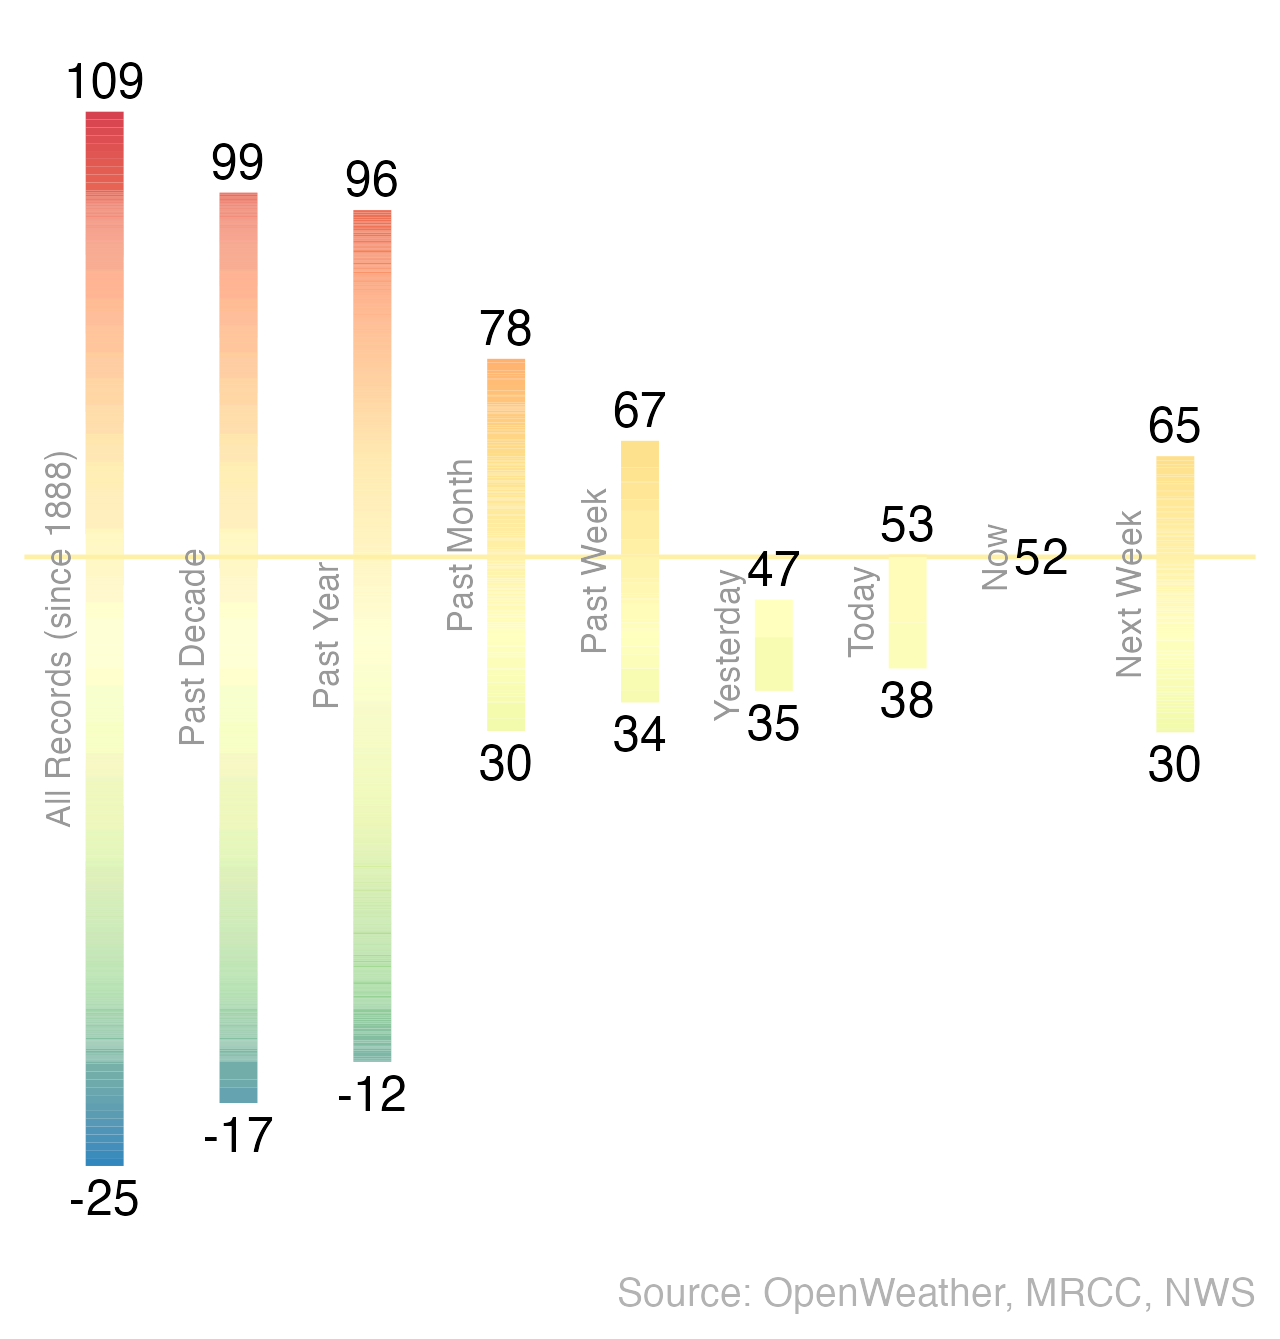 109
All Records (since 1888)
-25
99
Past Decade
-17
96
Past Year
-12
78
Past Month
30
67
Past Week
34
47
Yesterday
35
53
Today
38
Now
52
65
Next Week
30
Source: OpenWeather, MRCC, NWS